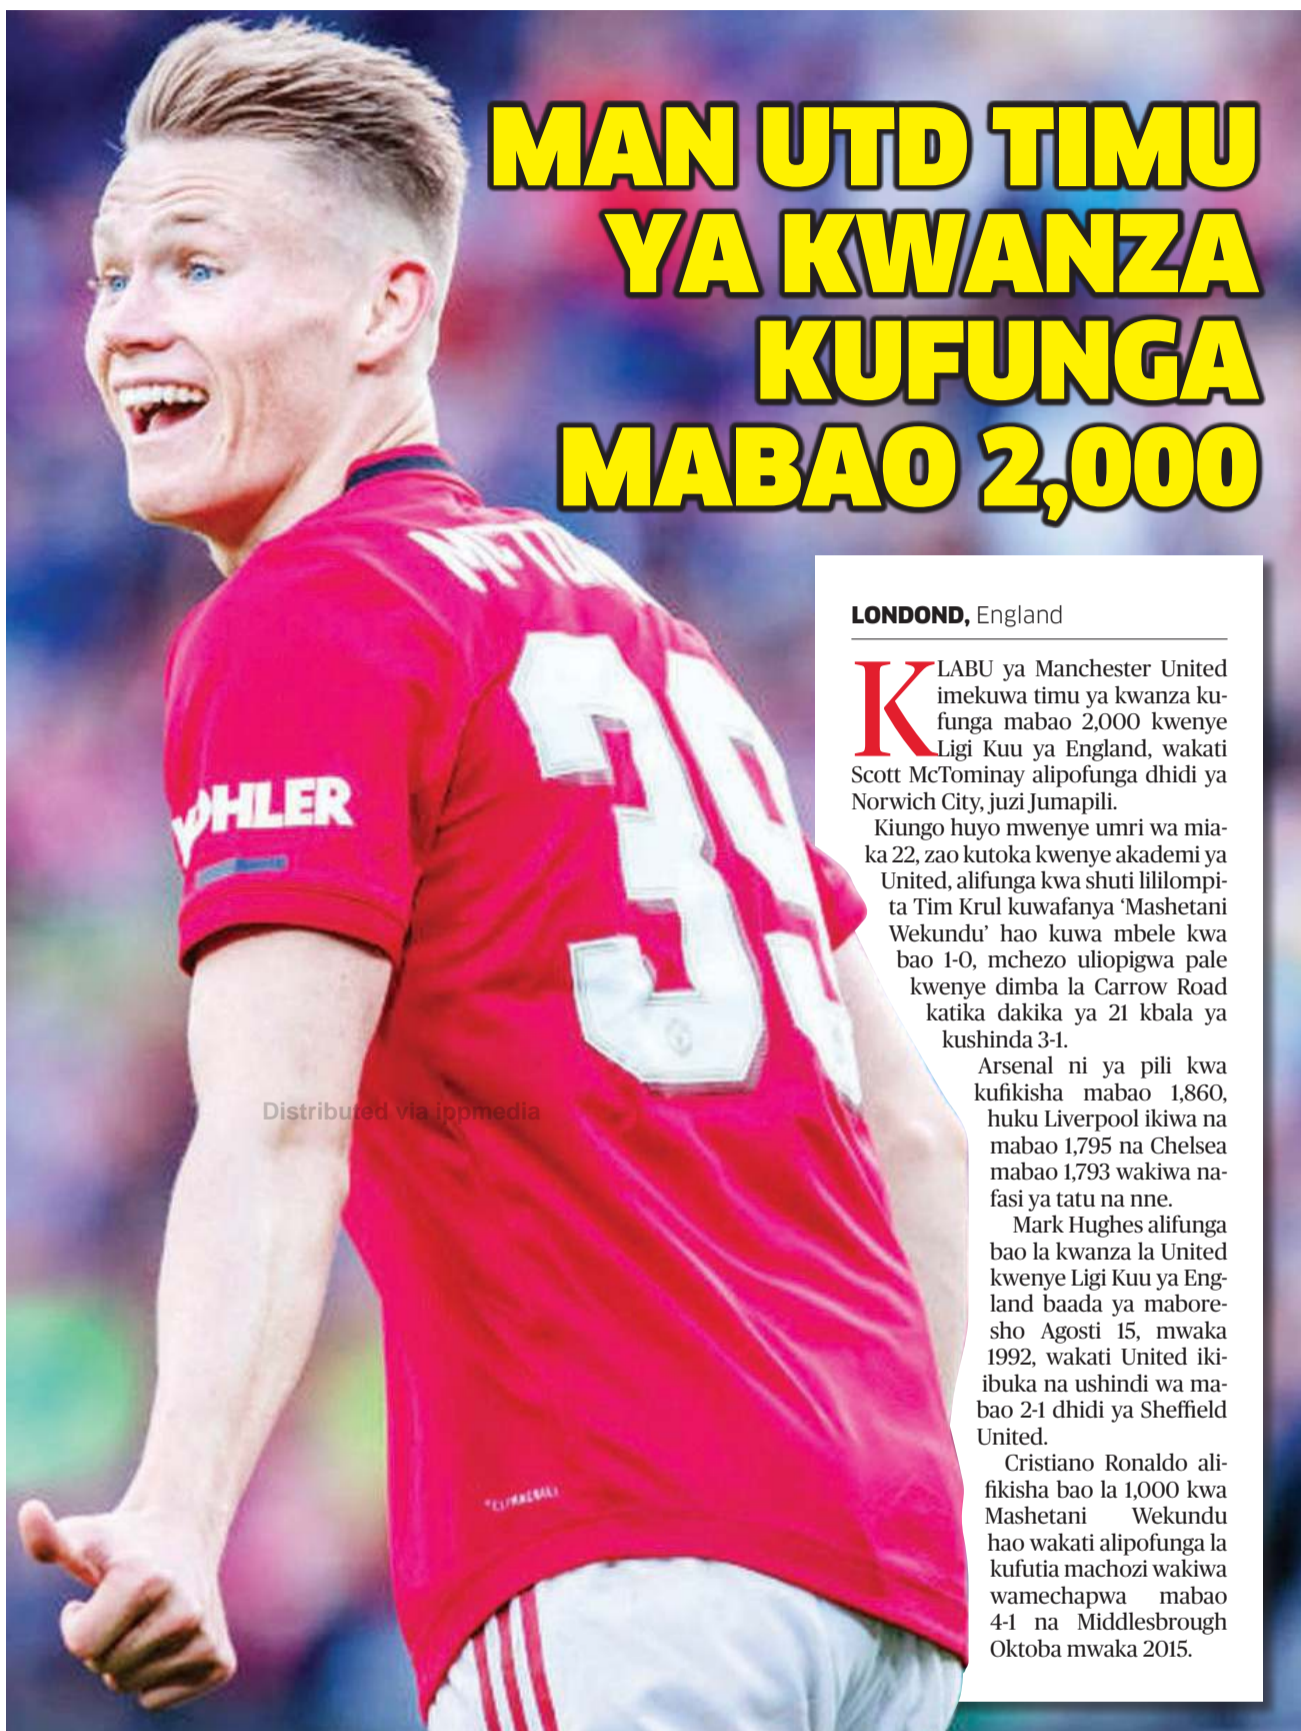 MAN UTD TIMU
YA KWANZA
KUFUNGA
MABAO 2,000
LONDOND, England
KLABU ya Manchester United
imekuwa timu ya kwanza ku-
funga mabao 2,000 kwenye
Ligi Kuu ya England, wakati
Scott McTominay alipofunga dhidi ya
Norwich City, juzi Jumapili.
Kiungo huyo mwenye umri wa mia-
ka 22, zao kutoka kwenye akademi ya
United, alifunga kwa shuti lililompi-
ta Tim Krul kuwafanya ‘Mashetani
Wekundu’ hao kuwa mbele kwa
bao 1-0, mchezo uliopigwa pale
kwenye dimba la Carrow Road
katika dakika ya 21 kbala ya
kushinda 3-1.
Arsenal ni ya pili kwa
kufikisha mabao 1,860,
huku Liverpool ikiwa na
mabao 1,795 na Chelsea
mabao 1,793 wakiwa na-
fasi ya tatu na nne.
Mark Hughes alifunga
bao la kwanza la United
kwenye Ligi Kuu ya Eng-
land baada ya mabore-
sho Agosti 15, mwaka
1992, wakati United iki-
ibuka na ushindi wa ma-
bao 2-1 dhidi ya Sheffield
United.
Cristiano Ronaldo ali-
fikisha bao la 1,000 kwa
Mashetani Wekundu
hao wakati alipofunga la
kufutia machozi wakiwa
wamechapwa mabao
4-1 na Middlesbrough
Oktoba mwaka 2015.
39
KOHLER
Distributed via ippmedia